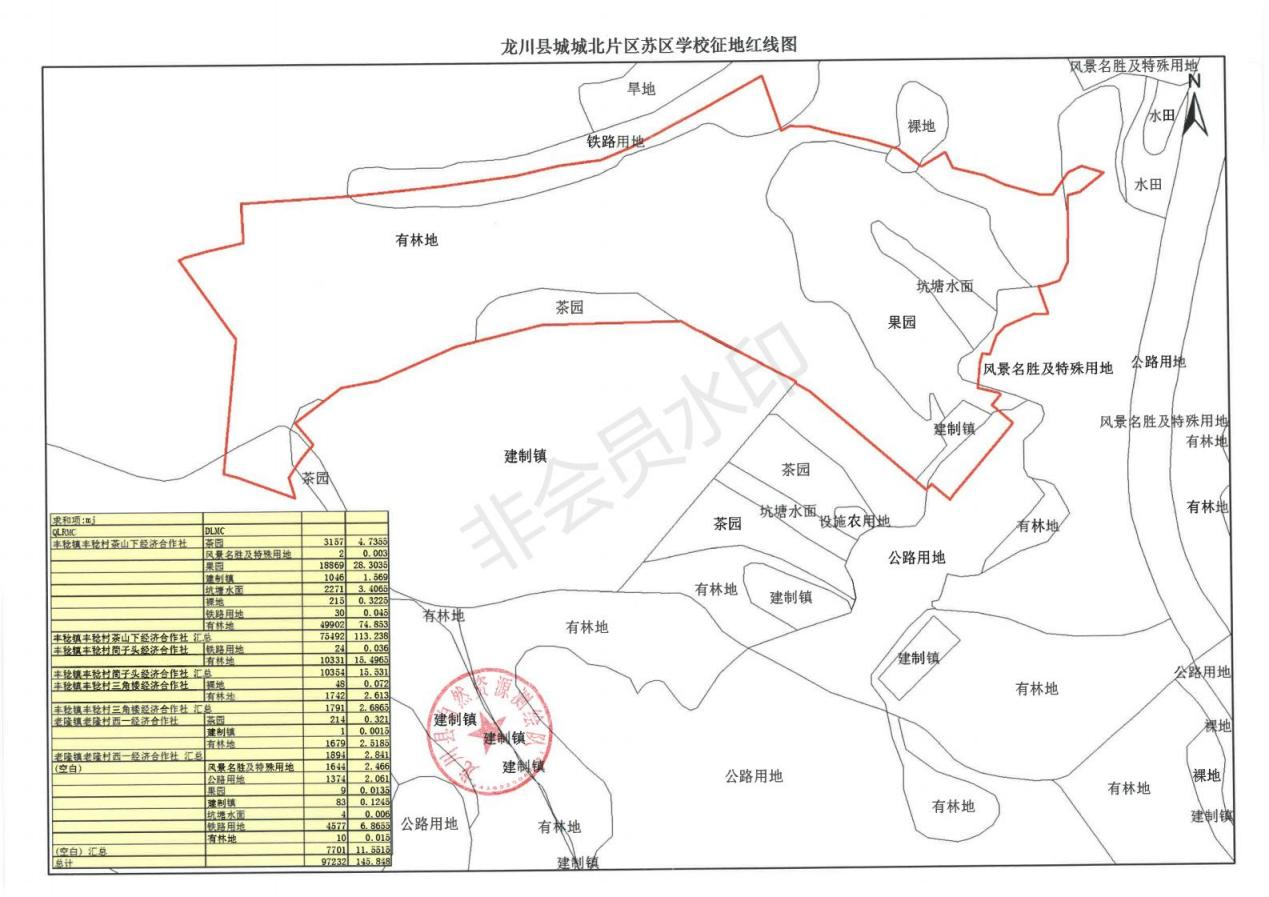 龙川县城城北片区苏区学校征地红线图
风景名胜及特殊用地
N
旱地
水田
裸地
铁路用地
水田
有林地
坑塘水面
茶园
果园
公路用地
风景名胜及特殊用地
风景名胜及特殊用地
建制镇
有林地
建制镇
茶园
茶园
有林地
坑塘水面
设施农用地
茶园
有林地
公路用地
有林地
建制镇
有林地
有林地
建制镇
公路用地
有林地
建制镇
裸地
建制镇
建制镇
公路用地
裸地
有林地
有林地
建制镇
公路用地
有林地
建制镇
非会员水印
求和项:mj
QLRMC DLMC
丰稔镇丰稔村茶山下经济合作社 茶园 3157 4.7355
风景名胜及特殊用地 2 0.003
果园 18869 28.3035
建制镇 1046 1.569
坑塘水面 2271 3.4065
裸地 215 0.3225
铁路用地 30 0.045
有林地 49902 74.853
丰稔镇丰稔村茶山下经济合作社 汇总 75492 113.238
丰稔镇丰稔村筒子头经济合作社 铁路用地 24 0.036
有林地 10331 15.4965
丰稔镇丰稔村筒子头经济合作社 汇总 10354 15.531
丰稔镇丰稔村三角镂经济合作社 裸地 48 0.072
有林地 1742 2.613
丰稔镇丰稔村三角镂经济合作社 汇总 1791 2.6865
老隆镇老隆村西一经济合作社 茶园 214 0.321
建制镇 1 0.0015
有林地 1679 2.5185
老隆镇老隆村西一经济合作社 汇总 1894 2.841
(空白) 风景名胜及特殊用地 1644 2.466
公路用地 1374 2.061
果园 9 0.0135
建制镇 83 0.1245
坑塘水面 4 0.006
铁路用地 4577 6.8655
有林地 10 0.015
(空白) 汇总 7701 11.5515
总计 97232 145.848
龙川县自然资源测绘队